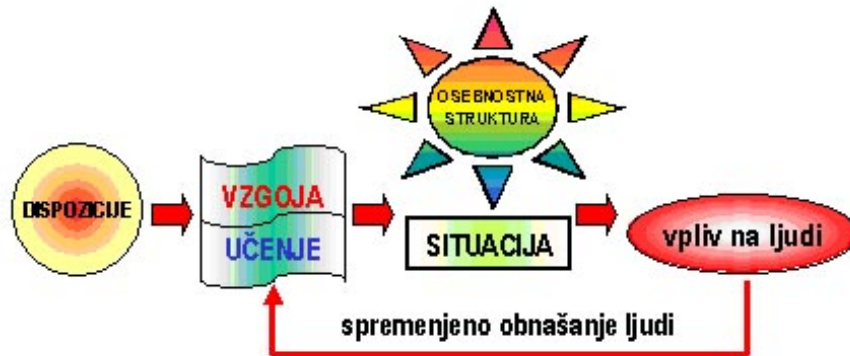 OSEBNOSTNA
STRUKTURA
DISPOZICIJE
VZGOJA
UČENJE
SITUACIJA
vpliv na ljudi
spremenjeno obnašanje ljudi